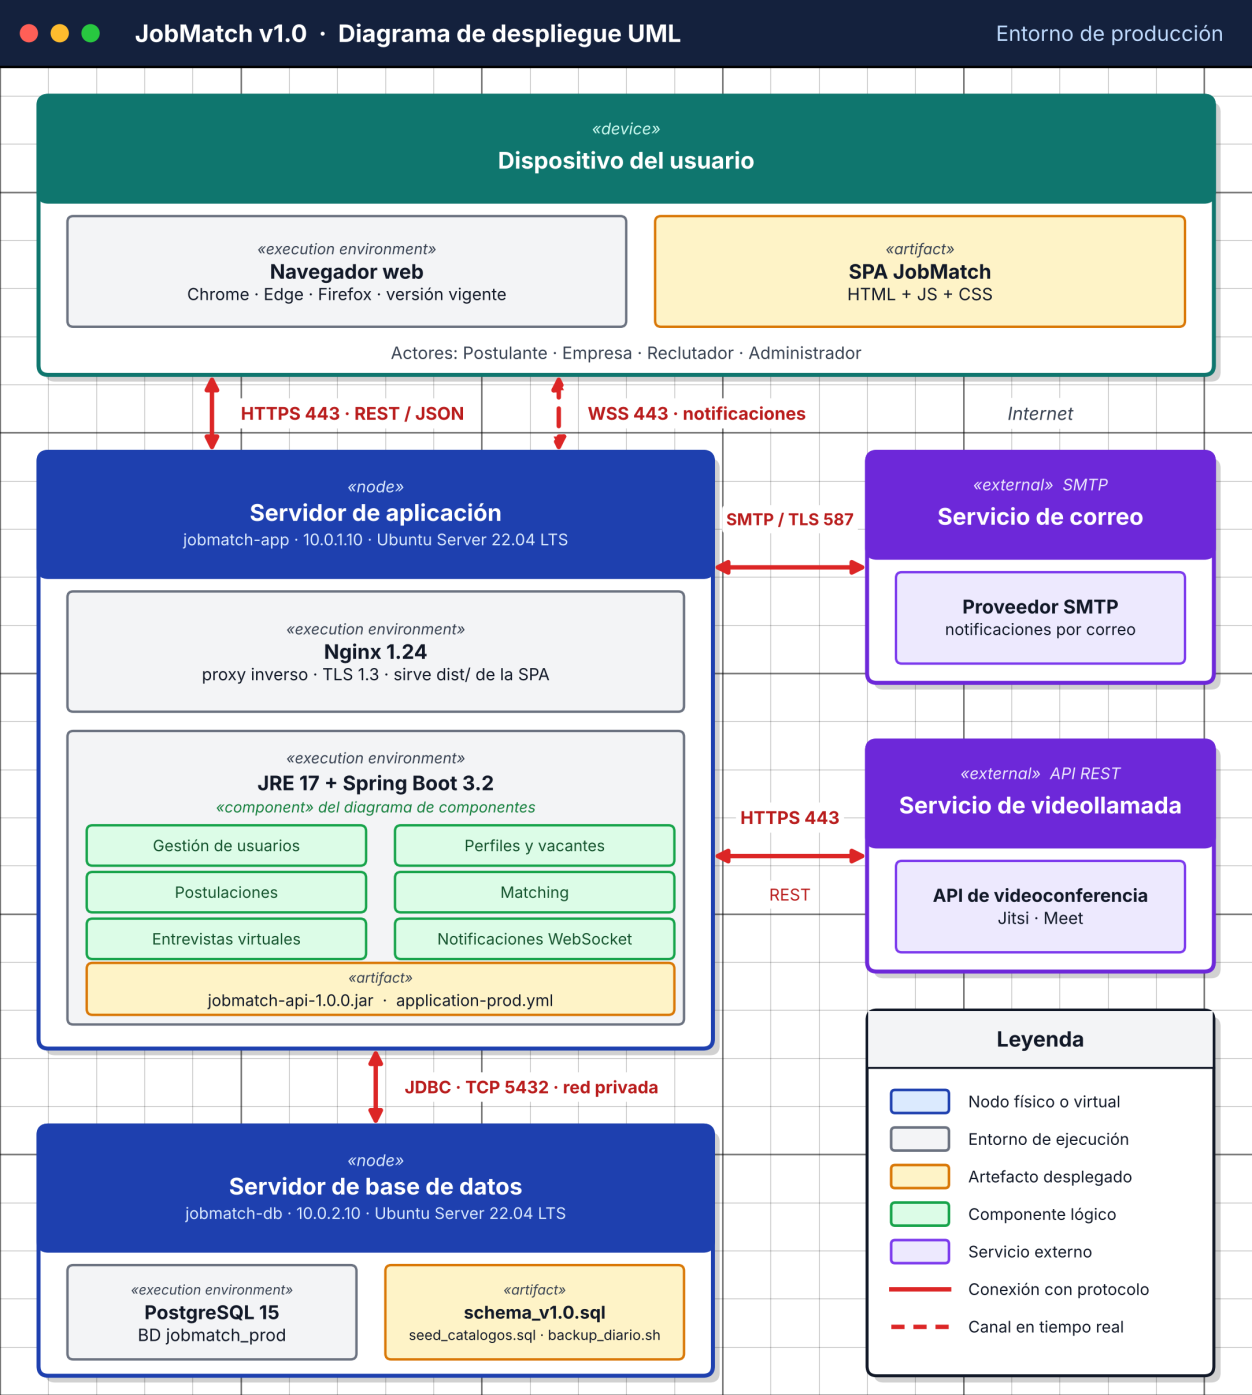 JobMatch v1.0 · Diagrama de despliegue UML
Entorno de producción
«device»
Dispositivo del usuario
«execution environment»
Navegador web
Chrome · Edge · Firefox · versión vigente
«artifact»
SPA JobMatch
HTML + JS + CSS
Actores: Postulante · Empresa · Reclutador · Administrador
HTTPS 443 · REST / JSON
WSS 443 · notificaciones
Internet
«node»
Servidor de aplicación
jobmatch-app · 10.0.1.10 · Ubuntu Server 22.04 LTS
«execution environment»
Nginx 1.24
proxy inverso · TLS 1.3 · sirve dist/ de la SPA
«execution environment»
JRE 17 + Spring Boot 3.2
«component» del diagrama de componentes
Gestión de usuarios
Perfiles y vacantes
Postulaciones
Matching
Entrevistas virtuales
Notificaciones WebSocket
«artifact»
jobmatch-api-1.0.0.jar · application-prod.yml
SMTP / TLS 587
«external» SMTP
Servicio de correo
Proveedor SMTP
notificaciones por correo
HTTPS 443
REST
«external» API REST
Servicio de videollamada
API de videoconferencia
Jitsi · Meet
JDBC · TCP 5432 · red privada
«node»
Servidor de base de datos
jobmatch-db · 10.0.2.10 · Ubuntu Server 22.04 LTS
«execution environment»
PostgreSQL 15
BD jobmatch_prod
«artifact»
schema_v1.0.sql
seed_catalogos.sql · backup_diario.sh
Leyenda
Nodo físico o virtual
Entorno de ejecución
Artefacto desplegado
Componente lógico
Servicio externo
Conexión con protocolo
Canal en tiempo real